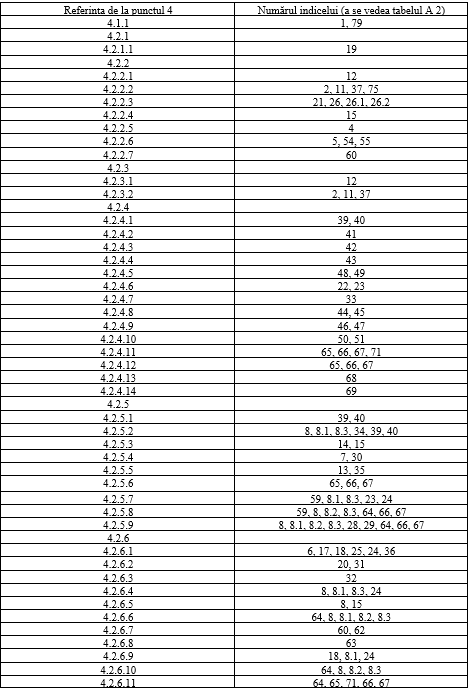 Referinta de la punctul 4 Numărul indicelui (a se vedea tabelul A 2)
4.1.1 1, 79
4.2.1
4.2.1.1 19
4.2.2
4.2.2.1 12
4.2.2.2 2, 11, 37, 75
4.2.2.3 21, 26, 26.1, 26.2
4.2.2.4 15
4.2.2.5 4
4.2.2.6 5, 54, 55
4.2.2.7 60
4.2.3
4.2.3.1 12
4.2.3.2 2, 11, 37
4.2.4
4.2.4.1 39, 40
4.2.4.2 41
4.2.4.3 42
4.2.4.4 43
4.2.4.5 48, 49
4.2.4.6 22, 23
4.2.4.7 33
4.2.4.8 44, 45
4.2.4.9 46, 47
4.2.4.10 50, 51
4.2.4.11 65, 66, 67, 71
4.2.4.12 65, 66, 67
4.2.4.13 68
4.2.4.14 69
4.2.5
4.2.5.1 39, 40
4.2.5.2 8, 8.1, 8.3, 34, 39, 40
4.2.5.3 14, 15
4.2.5.4 7, 30
4.2.5.5 13, 35
4.2.5.6 65, 66, 67
4.2.5.7 59, 8.1, 8.3, 23, 24
4.2.5.8 59, 8, 8.2, 8.3, 64, 66, 67
4.2.5.9 8, 8.1, 8.2, 8.3, 28, 29, 64, 66, 67
4.2.6
4.2.6.1 6, 17, 18, 25, 24, 36
4.2.6.2 20, 31
4.2.6.3 32
4.2.6.4 8, 8.1, 8.3, 24
4.2.6.5 8, 15
4.2.6.6 64, 8, 8.1, 8.2, 8.3
4.2.6.7 60, 62
4.2.6.8 63
4.2.6.9 18, 8.1, 24
4.2.6.10 64, 8, 8.2, 8.3
4.2.6.11 64, 65, 71, 66, 67